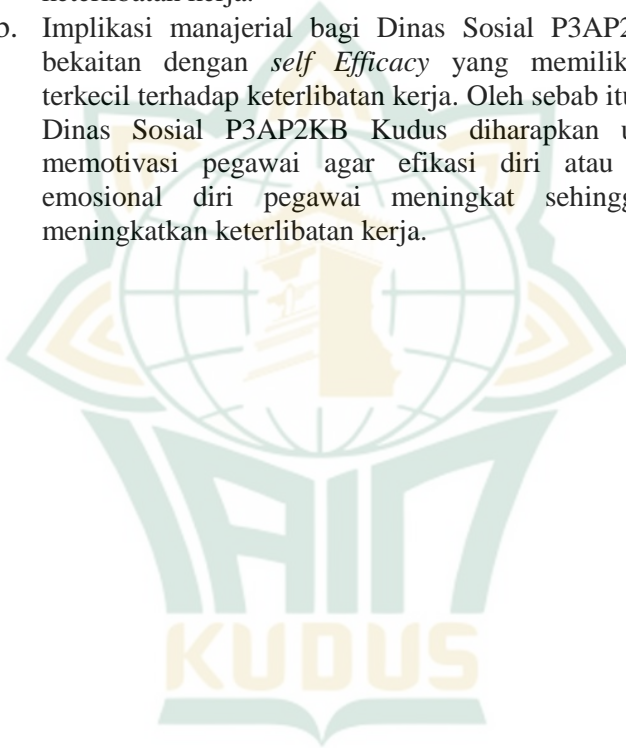 b. Implikasi manajerial bagi Dinas Sosial P3AP2
bekaitan dengan self Efficacy yang memilik
terkecil terhadap keterlibatan kerja. Oleh sebab itu
Dinas Sosial P3AP2KB Kudus diharapkan u
memotivasi pegawai agar efikasi diri atau
emosional diri pegawai meningkat sehingg
meningkatkan keterlibatan kerja.
IAIN
KUDUS